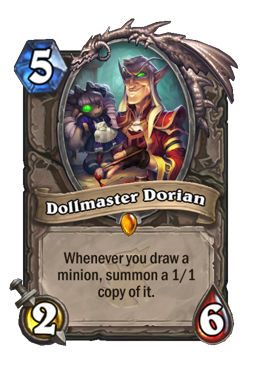 5
Dollmaster Dorian
Whenever you draw a
minion, summon a 1/1
copy of it.
2
6